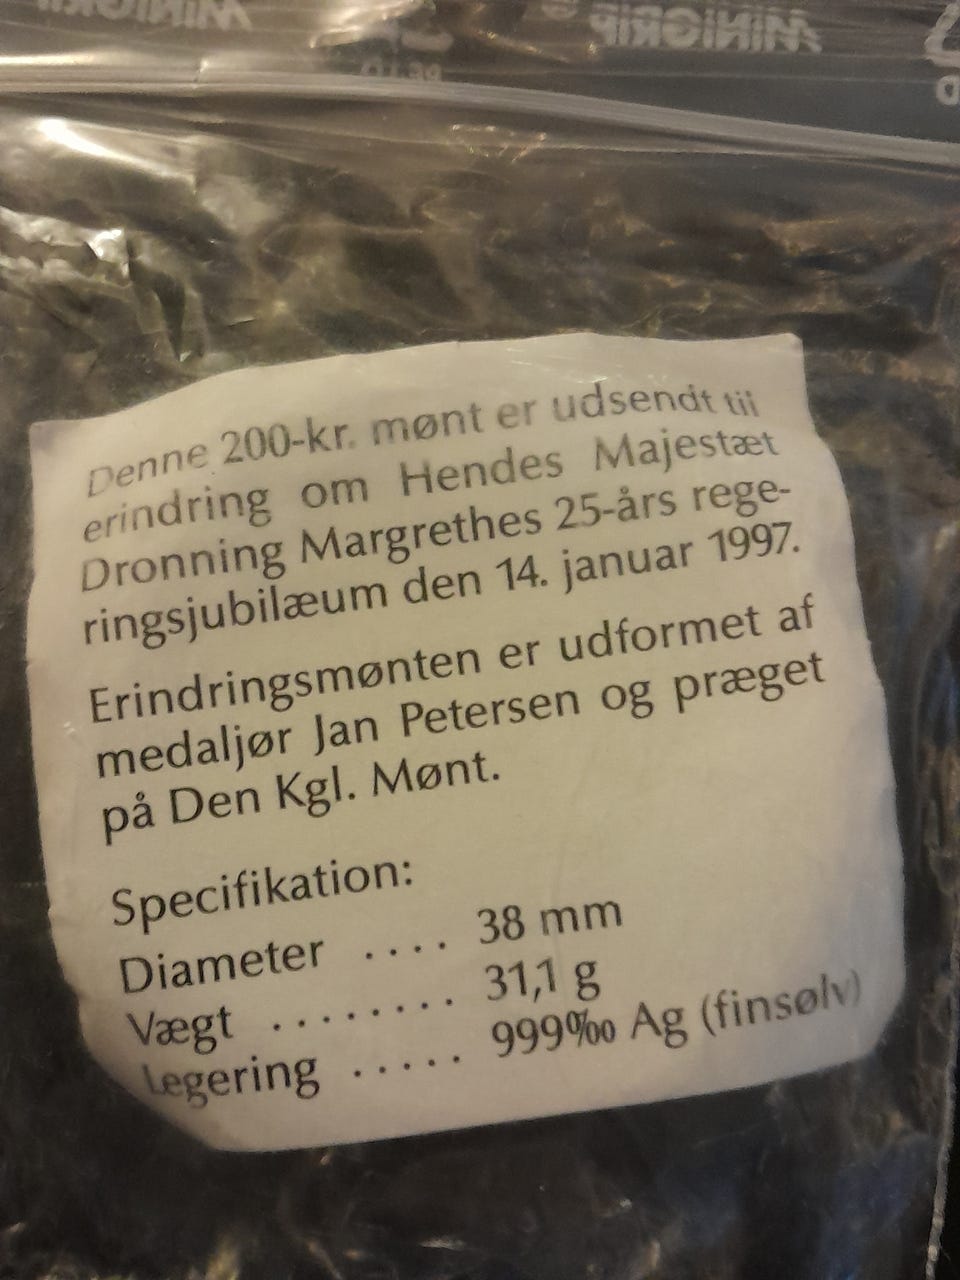 MINIGRIP
MINIGRIP
Denne 200-kr. mønt er udsendt til
erindring om Hendes Majestæt
Dronning Margrethes 25-års rege-
ringsjubilæum den 14. januar 1997.
Erindringsmønten er udformet af
medaljør Jan Petersen og præget
på Den Kgl. Mønt.
Specifikation:
Diameter .... 38 mm
Vægt ........ 31,1 g
Legering ..... 999‰ Ag (finsølv)